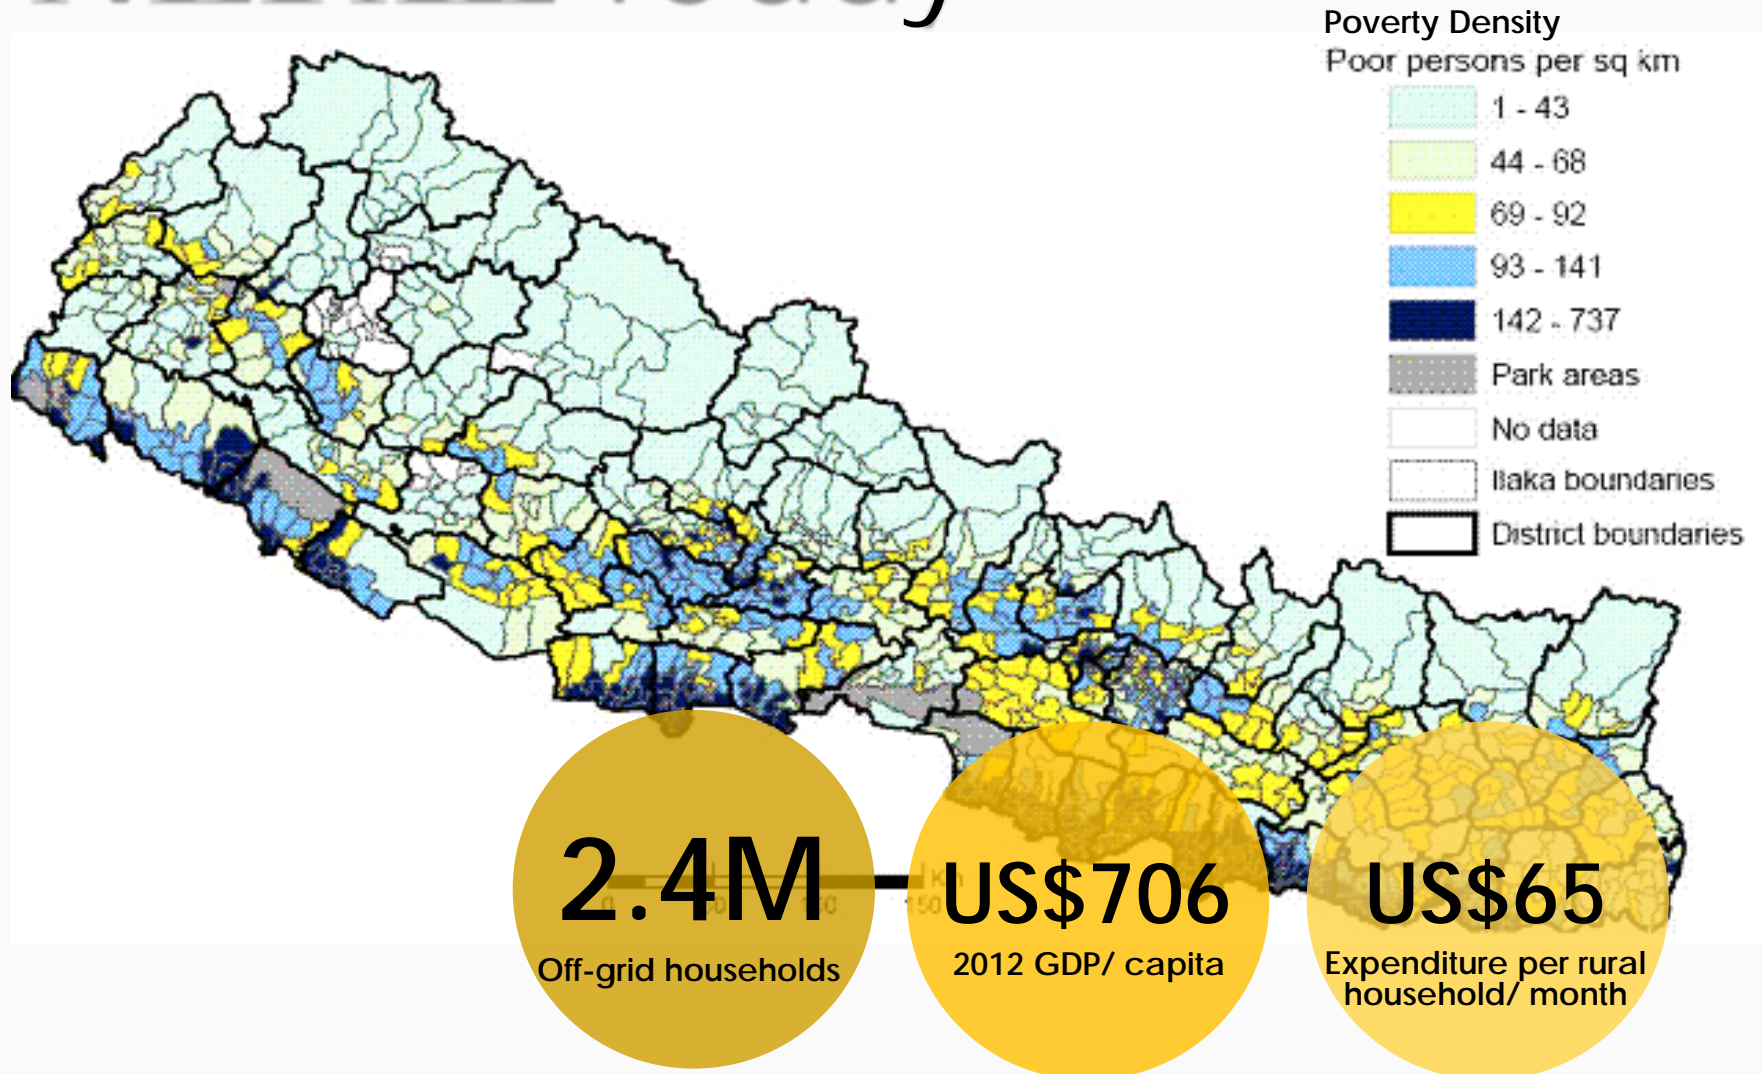 Poverty Density
Poor persons per sq km
1 - 43
44 - 68
69 - 92
93 - 141
142 - 737
Park areas
No data
Ilaka boundaries
District boundaries
2.4M
Off-grid households
US$706
2012 GDP/ capita
US$65
Expenditure per rural
household/ month
0
150